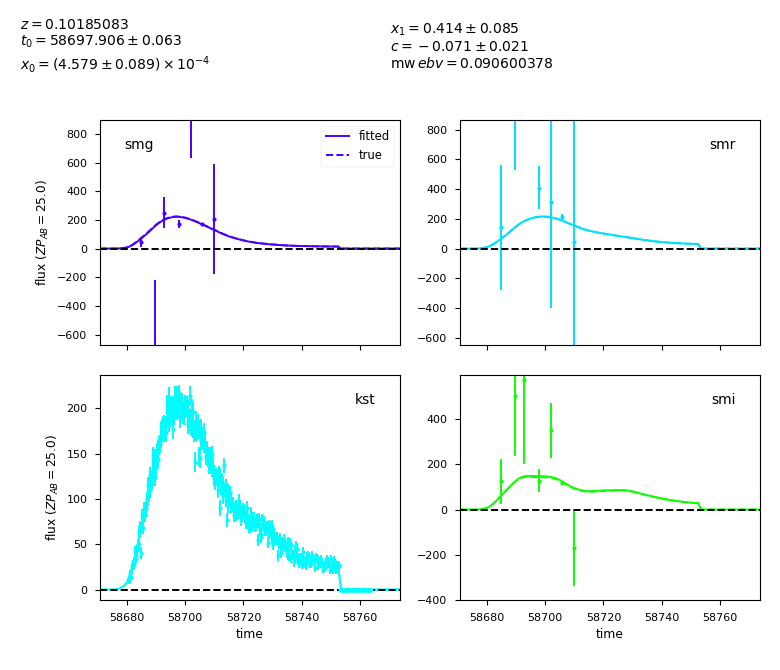 z = 0.10185083
t₀ = 58697.906 ± 0.063
x₀ = (4.579 ± 0.089) × 10⁻⁴
x₁ = 0.414 ± 0.085
c = −0.071 ± 0.021
mw ebv = 0.090600378
smg
fitted
true
800
600
400
200
0
−200
−400
−600
flux (ZP_AB = 25.0)
smr
800
600
400
200
0
−200
−400
−600
kst
200
150
100
50
0
flux (ZP_AB = 25.0)
58680 58700 58720 58740 58760
time
smi
400
200
0
−200
−400
58680 58700 58720 58740 58760
time